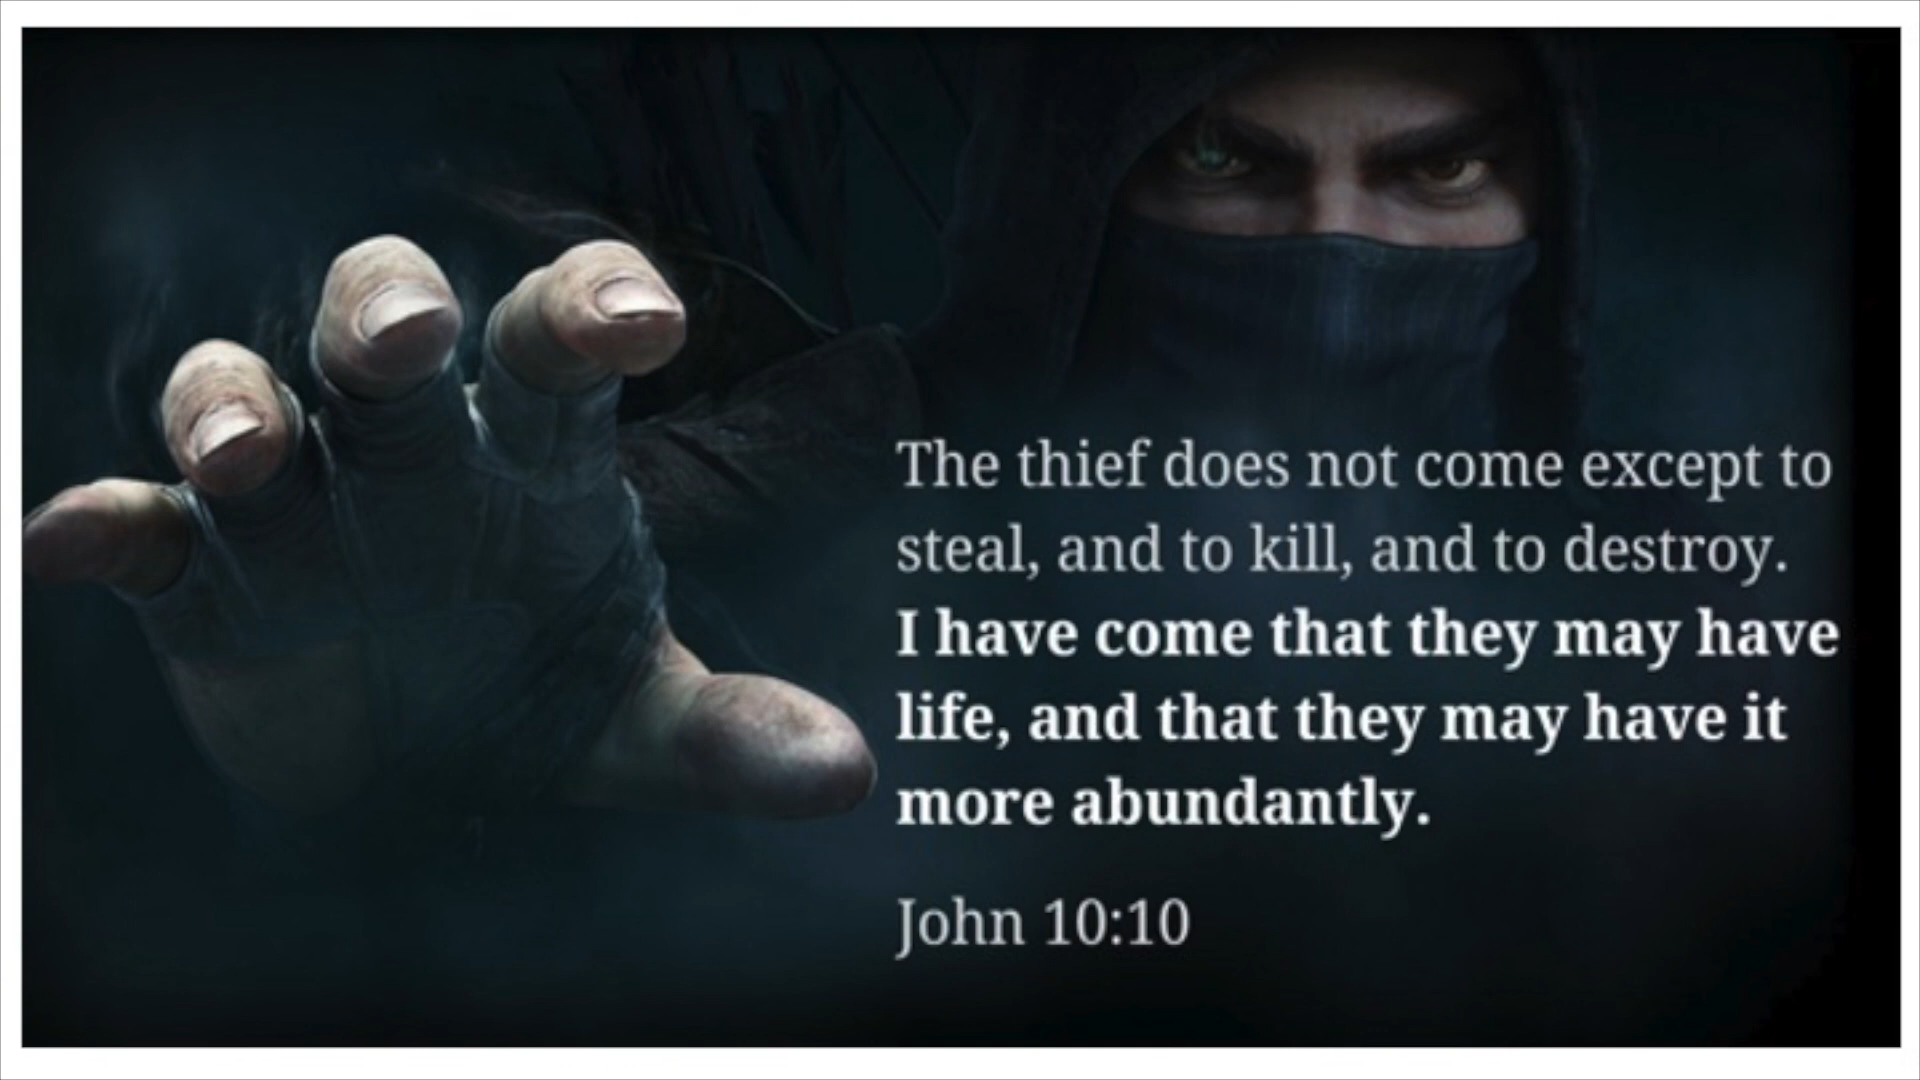 The thief does not come except to
steal, and to kill, and to destroy.
I have come that they may have
life, and that they may have it
more abundantly.
John 10:10